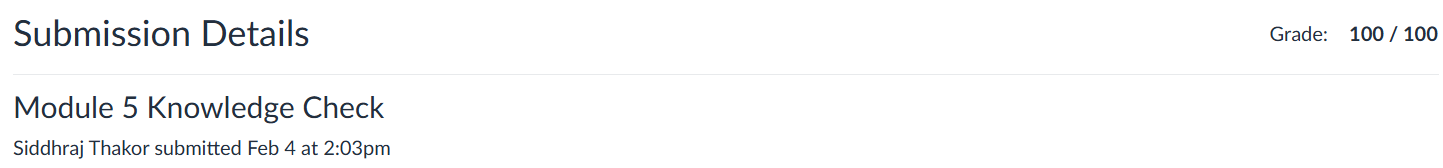 Submission Details
Grade: 100 / 100
Module 5 Knowledge Check
Siddhraj Thakor submitted Feb 4 at 2:03pm